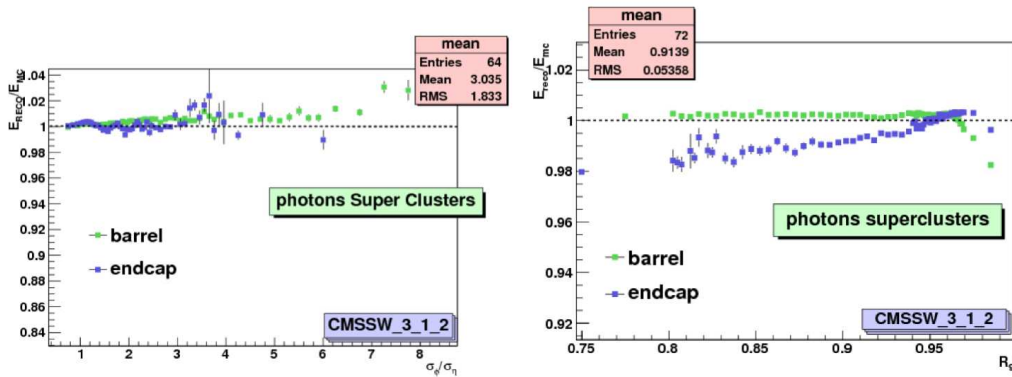 mean
Entries 64
Mean 3.035
RMS 1.833
E_RECO/E_MC
1.04
1.02
1
0.98
0.96
0.94
0.92
0.9
0.88
0.86
0.84
photons Super Clusters
barrel
endcap
CMSSW_3_1_2
1 2 3 4 5 6 7 8
σ_ϕ/σ_η
mean
Entries 72
Mean 0.9139
RMS 0.05358
E_reco/E_mc
1.02
1
0.98
0.96
0.94
0.92
photons superclusters
barrel
endcap
CMSSW_3_1_2
0.75 0.8 0.85 0.9 0.95